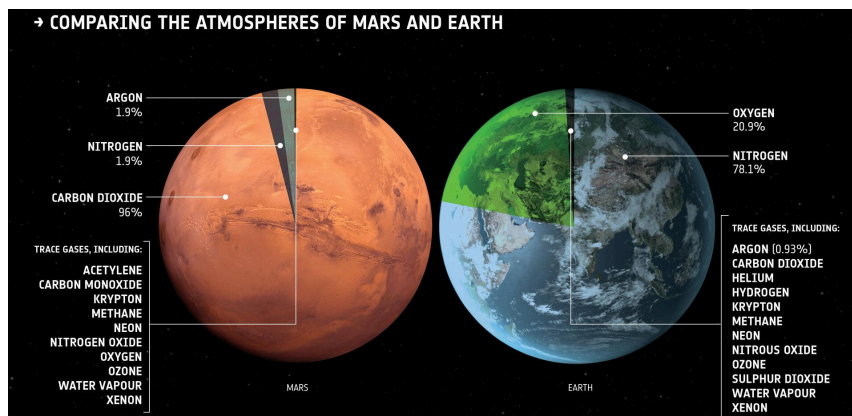 → COMPARING THE ATMOSPHERES OF MARS AND EARTH
ARGON
1.9%
NITROGEN
1.9%
CARBON DIOXIDE
96%
TRACE GASES, INCLUDING:
ACETYLENE
CARBON MONOXIDE
KRYPTON
METHANE
NEON
NITROGEN OXIDE
OXYGEN
OZONE
WATER VAPOUR
XENON
MARS
OXYGEN
20.9%
NITROGEN
78.1%
TRACE GASES, INCLUDING:
ARGON (0.93%)
CARBON DIOXIDE
HELIUM
HYDROGEN
KRYPTON
METHANE
NEON
NITROUS OXIDE
OZONE
SULPHUR DIOXIDE
WATER VAPOUR
XENON
EARTH